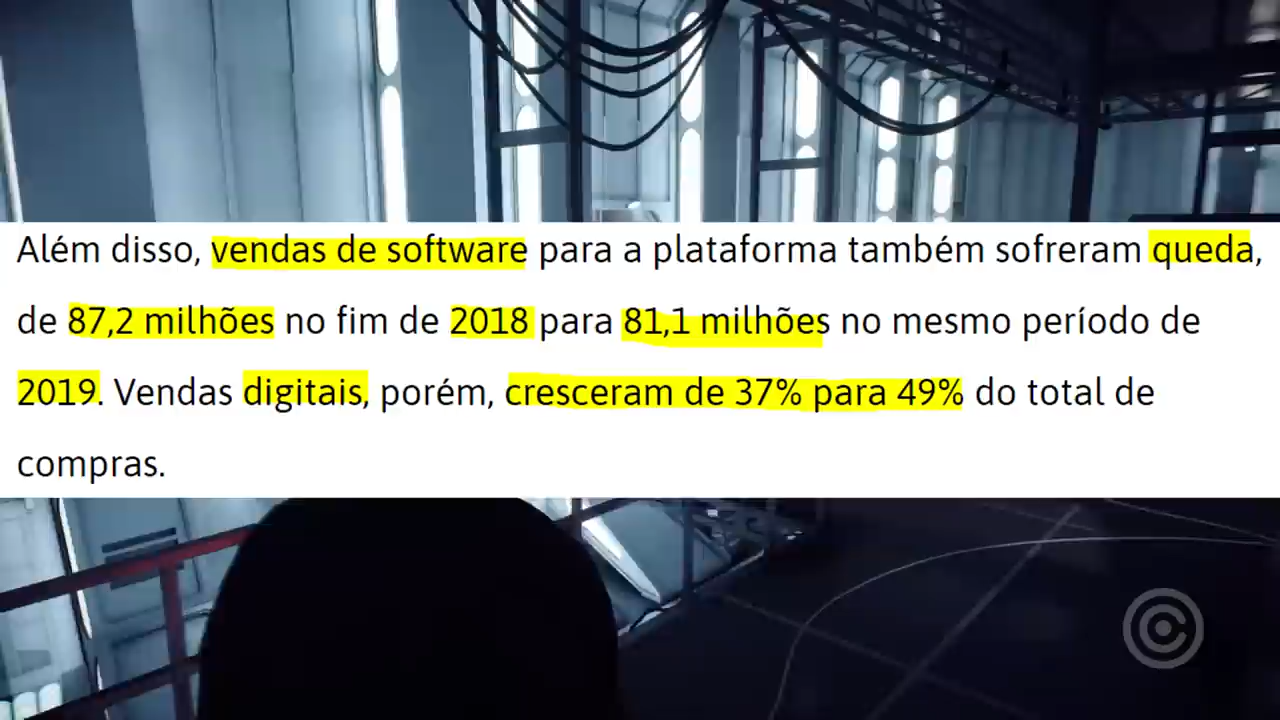 Além disso, vendas de software para a plataforma também sofreram queda,
de 87,2 milhões no fim de 2018 para 81,1 milhões no mesmo período de
2019. Vendas digitais, porém, cresceram de 37% para 49% do total de
compras.